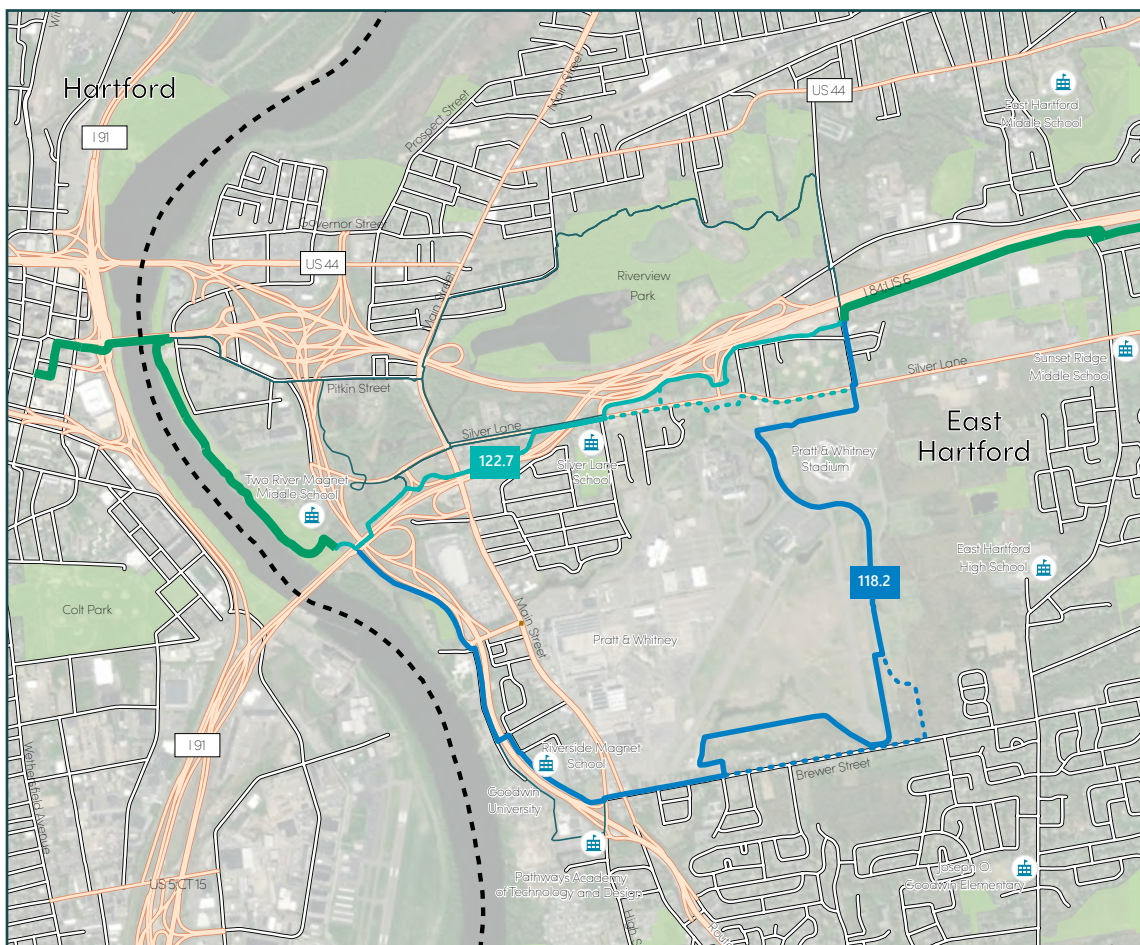 Hartford
I 91
US 44
East Hartford
Middle School
Prospect Street
Main Street
Governor Street
US 44
Riverview
Park
Main Street
I 84;US 6
Pitkin Street
Silver Lane
Sunset Ridge
Middle School
East
Hartford
Silver Lane
122.7
Silver Lane
School
Pratt & Whitney
Stadium
Two River Magnet
Middle School
East Hartford
High School
118.2
Colt Park
Main Street
Pratt & Whitney
I 91
Riverside Magnet
School
Brewer Street
Goodwin
University
Wethersfield Avenue
US 5;CT 15
Pathways Academy
of Technology and Design
Joseph O.
Goodwin Elementary
High S